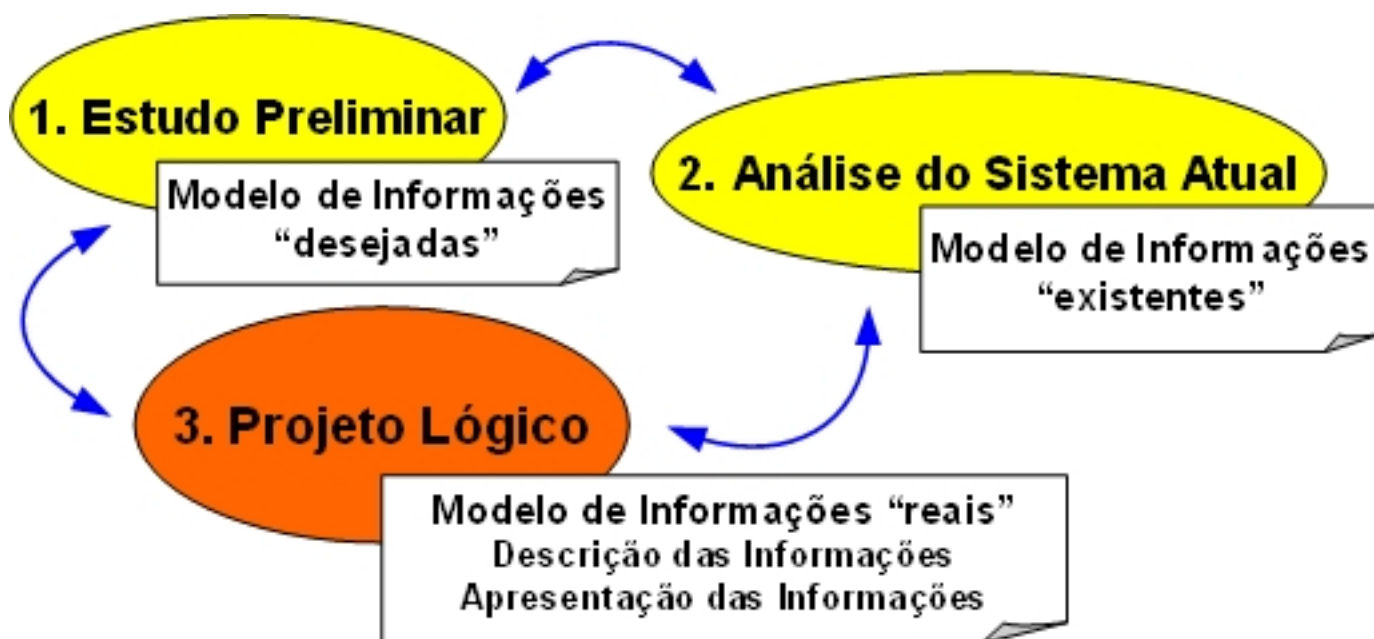 1. Estudo Preliminar
Modelo de Informações
“desejadas”
2. Análise do Sistema Atual
Modelo de Informações
“existentes”
3. Projeto Lógico
Modelo de Informações “reais”
Descrição das Informações
Apresentação das Informações